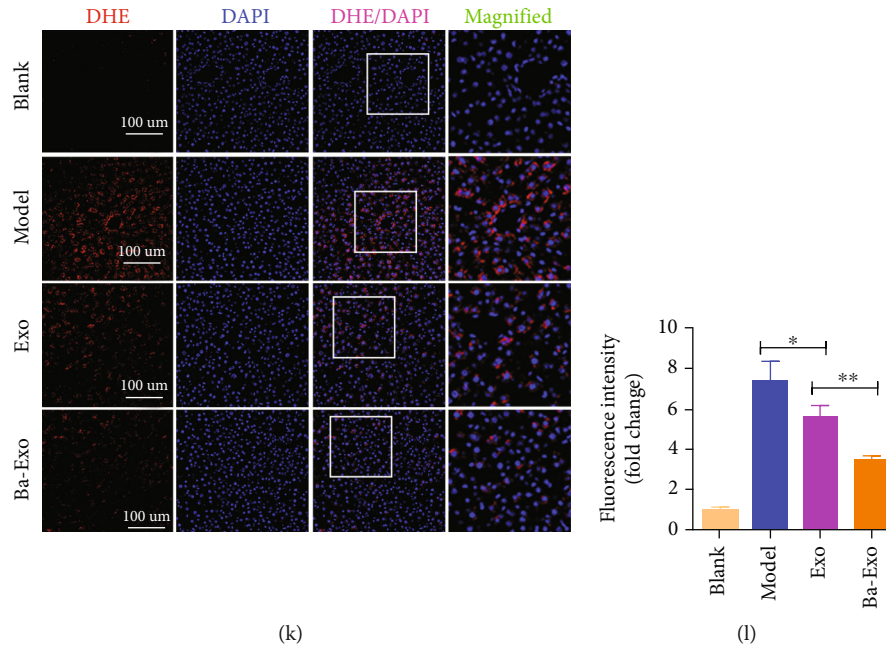 DHE DAPI DHE/DAPI Magnified
Blank
100 um
Model
100 um
Exo
100 um
Ba-Exo
100 um
(k)
Fluorescence intensity
(fold change)
10
8
6
4
2
0
*
**
Blank
Model
Exo
Ba-Exo
(l)